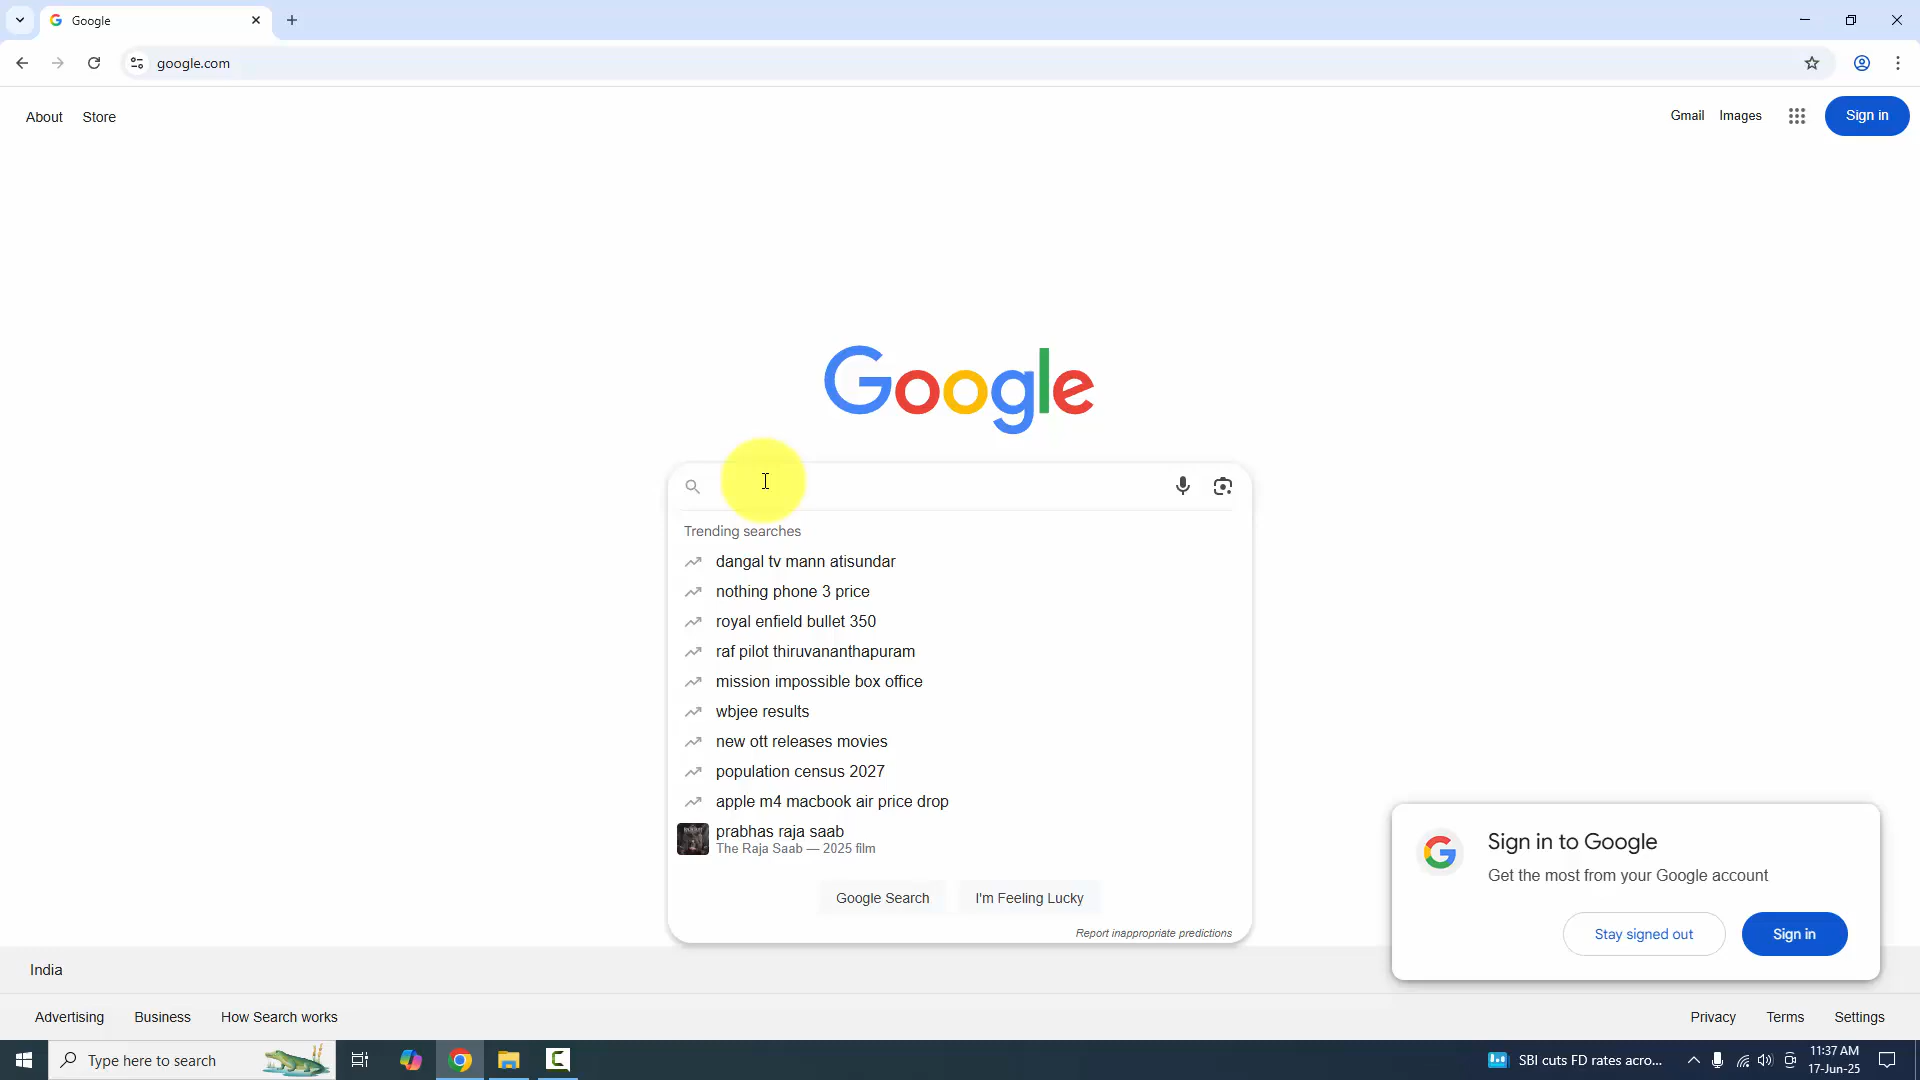 Google
google.com
About Store
Gmail Images Sign in
Google
Trending searches
dangal tv mann atisundar
nothing phone 3 price
royal enfield bullet 350
raf pilot thiruvananthapuram
mission impossible box office
wbjee results
new ott releases movies
population census 2027
apple m4 macbook air price drop
prabhas raja saab
The Raja Saab — 2025 film
Google Search I'm Feeling Lucky
Report inappropriate predictions
Sign in to Google
Get the most from your Google account
Stay signed out Sign in
India
Advertising Business How Search works
Privacy Terms Settings
Type here to search
SBI cuts FD rates acro...
11:37 AM
17-Jun-25